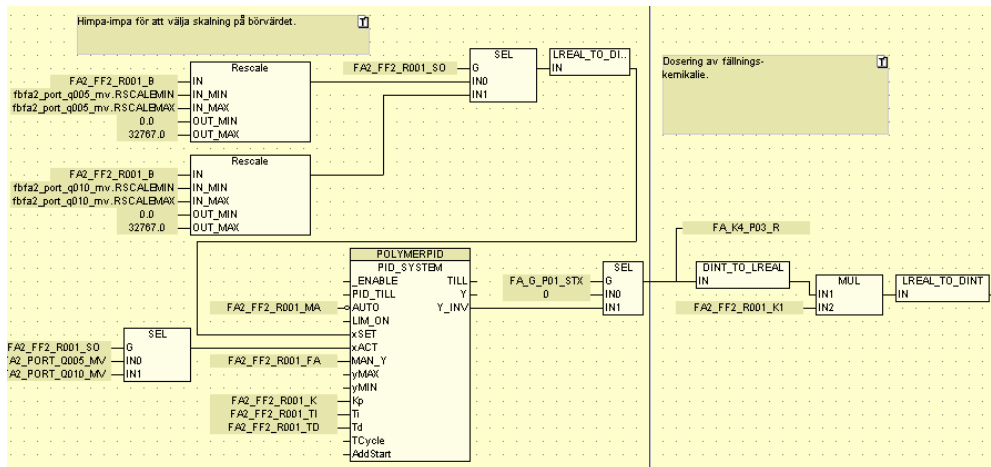 Himpa-impa för att välja skalning på börvärdet.
T
Rescale
FA2_FF2_R001_B IN
fbfa2_port_q005_mv.RSCALEMIN IN_MIN
fbfa2_port_q005_mv.RSCALEMAX IN_MAX
0.0 OUT_MIN
32767.0 OUT_MAX
Rescale
FA2_FF2_R001_B IN
fbfa2_port_q010_mv.RSCALEMIN IN_MIN
fbfa2_port_q010_mv.RSCALEMAX IN_MAX
0.0 OUT_MIN
32767.0 OUT_MAX
SEL
FA2_FF2_R001_SO G
IN0
IN1
LREAL_TO_DI..
IN
Dosering av fällnings-
kemikalie.
T
SEL
FA2_FF2_R001_SO G
FA2_PORT_Q005_MV IN0
FA2_PORT_Q010_MV IN1
POLYMERPID
PID_SYSTEM
_ENABLE TILL
PID_TILL Y
FA2_FF2_R001_MA AUTO Y_INV
LIM_ON
xSET
xACT
FA2_FF2_R001_FA MAN_Y
yMAX
yMIN
FA2_FF2_R001_K Kp
FA2_FF2_R001_TI Ti
FA2_FF2_R001_TD Td
TCycle
AddStart
SEL
FA_G_P01_STX G
0 IN0
IN1
FA_K4_P03_R
DINT_TO_LREAL
IN
MUL
IN1
FA2_FF2_R001_K1 IN2
LREAL_TO_DINT
IN